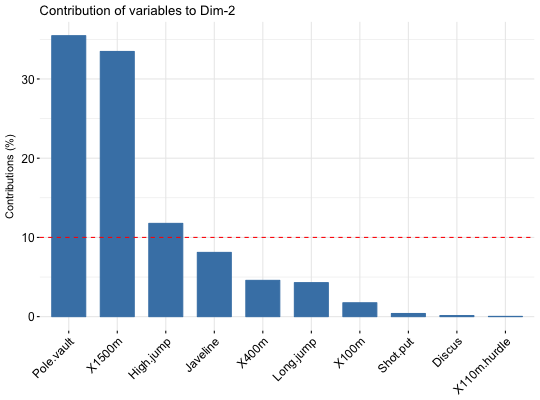 Contribution of variables to Dim-2
Contributions (%)
30
20
10
0
Pole.vault
X1500m
High.jump
Javeline
X400m
Long.jump
X100m
Shot.put
Discus
X110m.hurdle